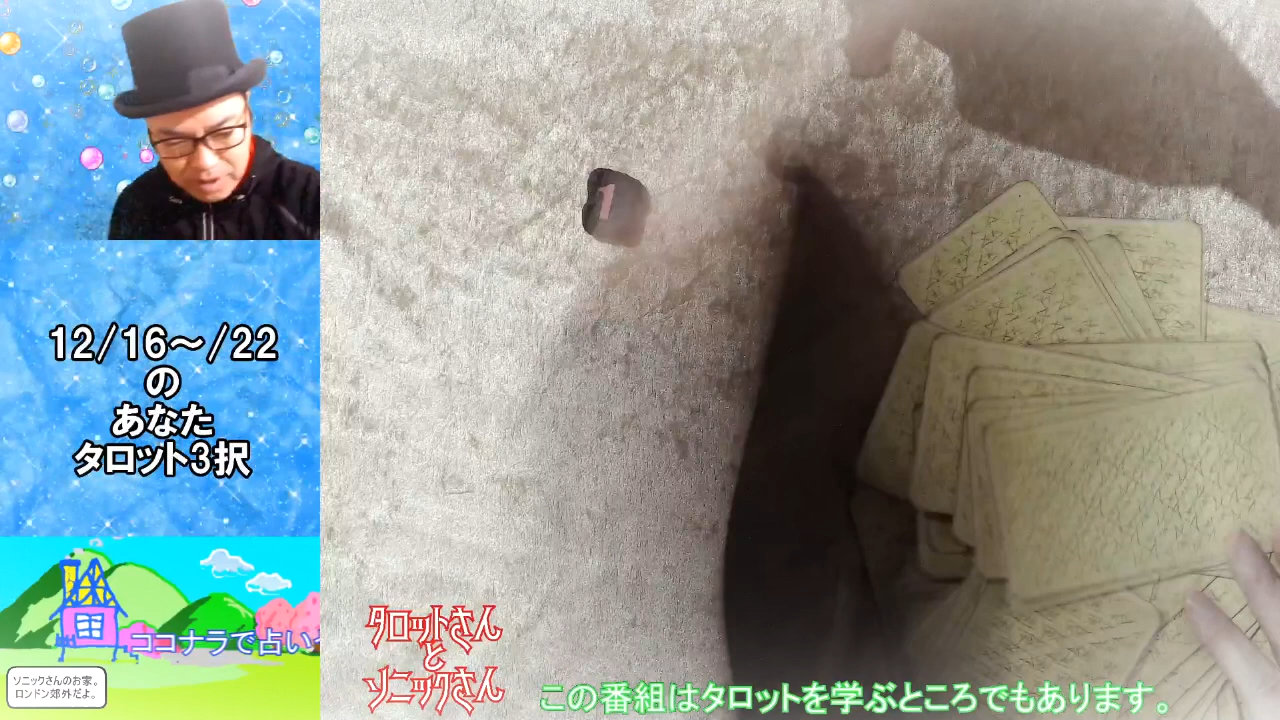 12/16～/22
の
あなた
タロット3択
ココナラで占い
ソニックさんのお家。
ロンドン郊外だよ。
1
タロットさん
と
ソニックさん
この番組はタロットを学ぶところでもあります。